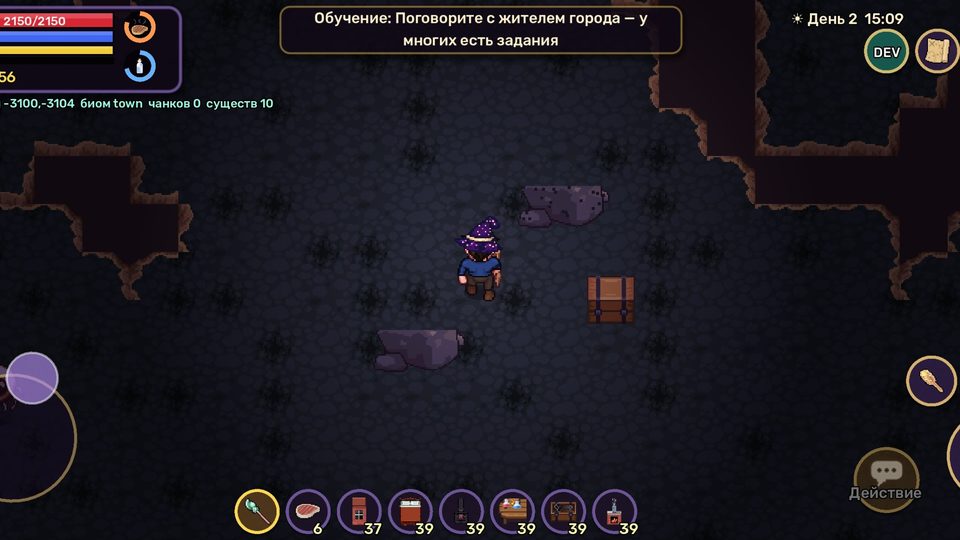 2150/2150
56
Обучение: Поговорите с жителем города — у
многих есть задания
День 2 15:09
DEV
-3100,-3104 биом town чанков 0 существ 10
Действие
6
37
39
39
39
39
39